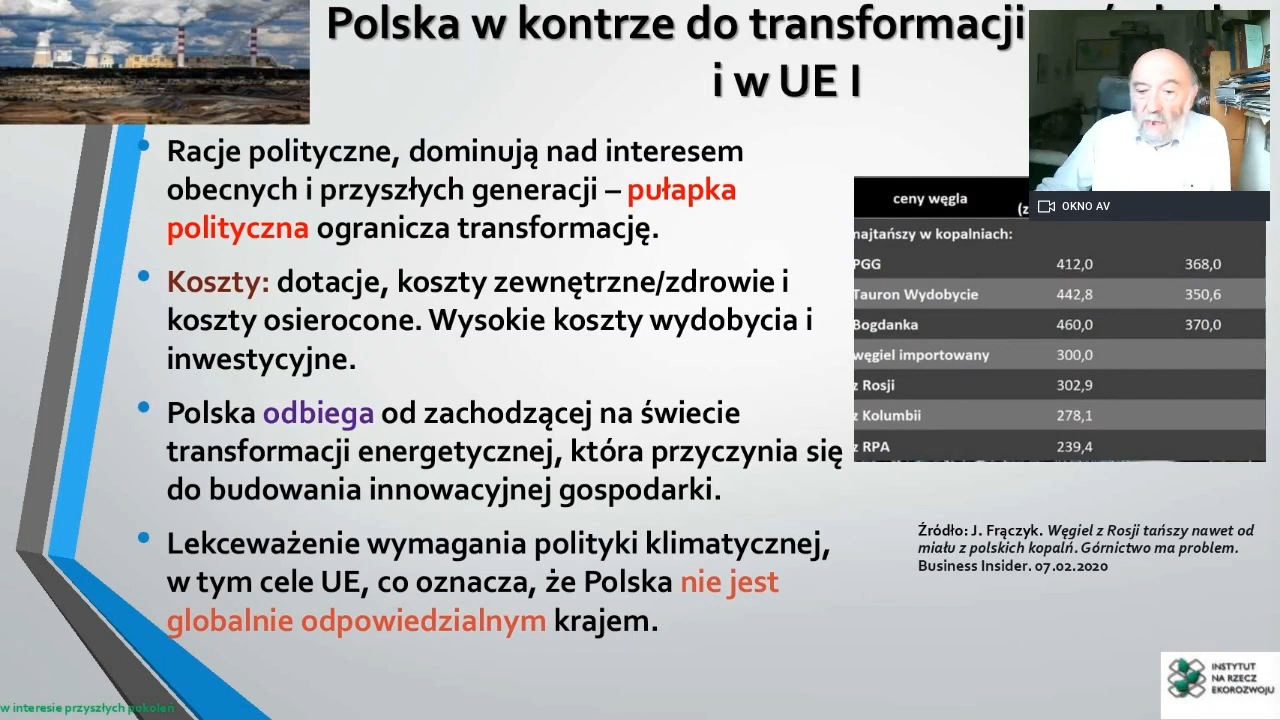 Polska w kontrze do transformacji
i w UE I
Racje polityczne, dominują nad interesem
obecnych i przyszłych generacji – pułapka
polityczna ogranicza transformację.
Koszty: dotacje, koszty zewnętrzne/zdrowie i
koszty osierocone. Wysokie koszty wydobycia i
inwestycyjne.
Polska odbiega od zachodzącej na świecie
transformacji energetycznej, która przyczynia się
do budowania innowacyjnej gospodarki.
Lekceważenie wymagania polityki klimatycznej,
w tym cele UE, co oznacza, że Polska nie jest
globalnie odpowiedzialnym krajem.
OKNO AV
ceny węgla (z
najtańszy w kopalniach:
PGG 412,0 368,0
Tauron Wydobycie 442,8 350,6
Bogdanka 460,0 370,0
węgiel importowany 300,0
z Rosji 302,9
z Kolumbii 278,1
z RPA 239,4
Źródło: J. Frączyk. Węgiel z Rosji tańszy nawet od
miału z polskich kopalń. Górnictwo ma problem.
Business Insider. 07.02.2020
INSTYTUT
NA RZECZ
EKOROZWOJU
w interesie przyszłych pokoleń